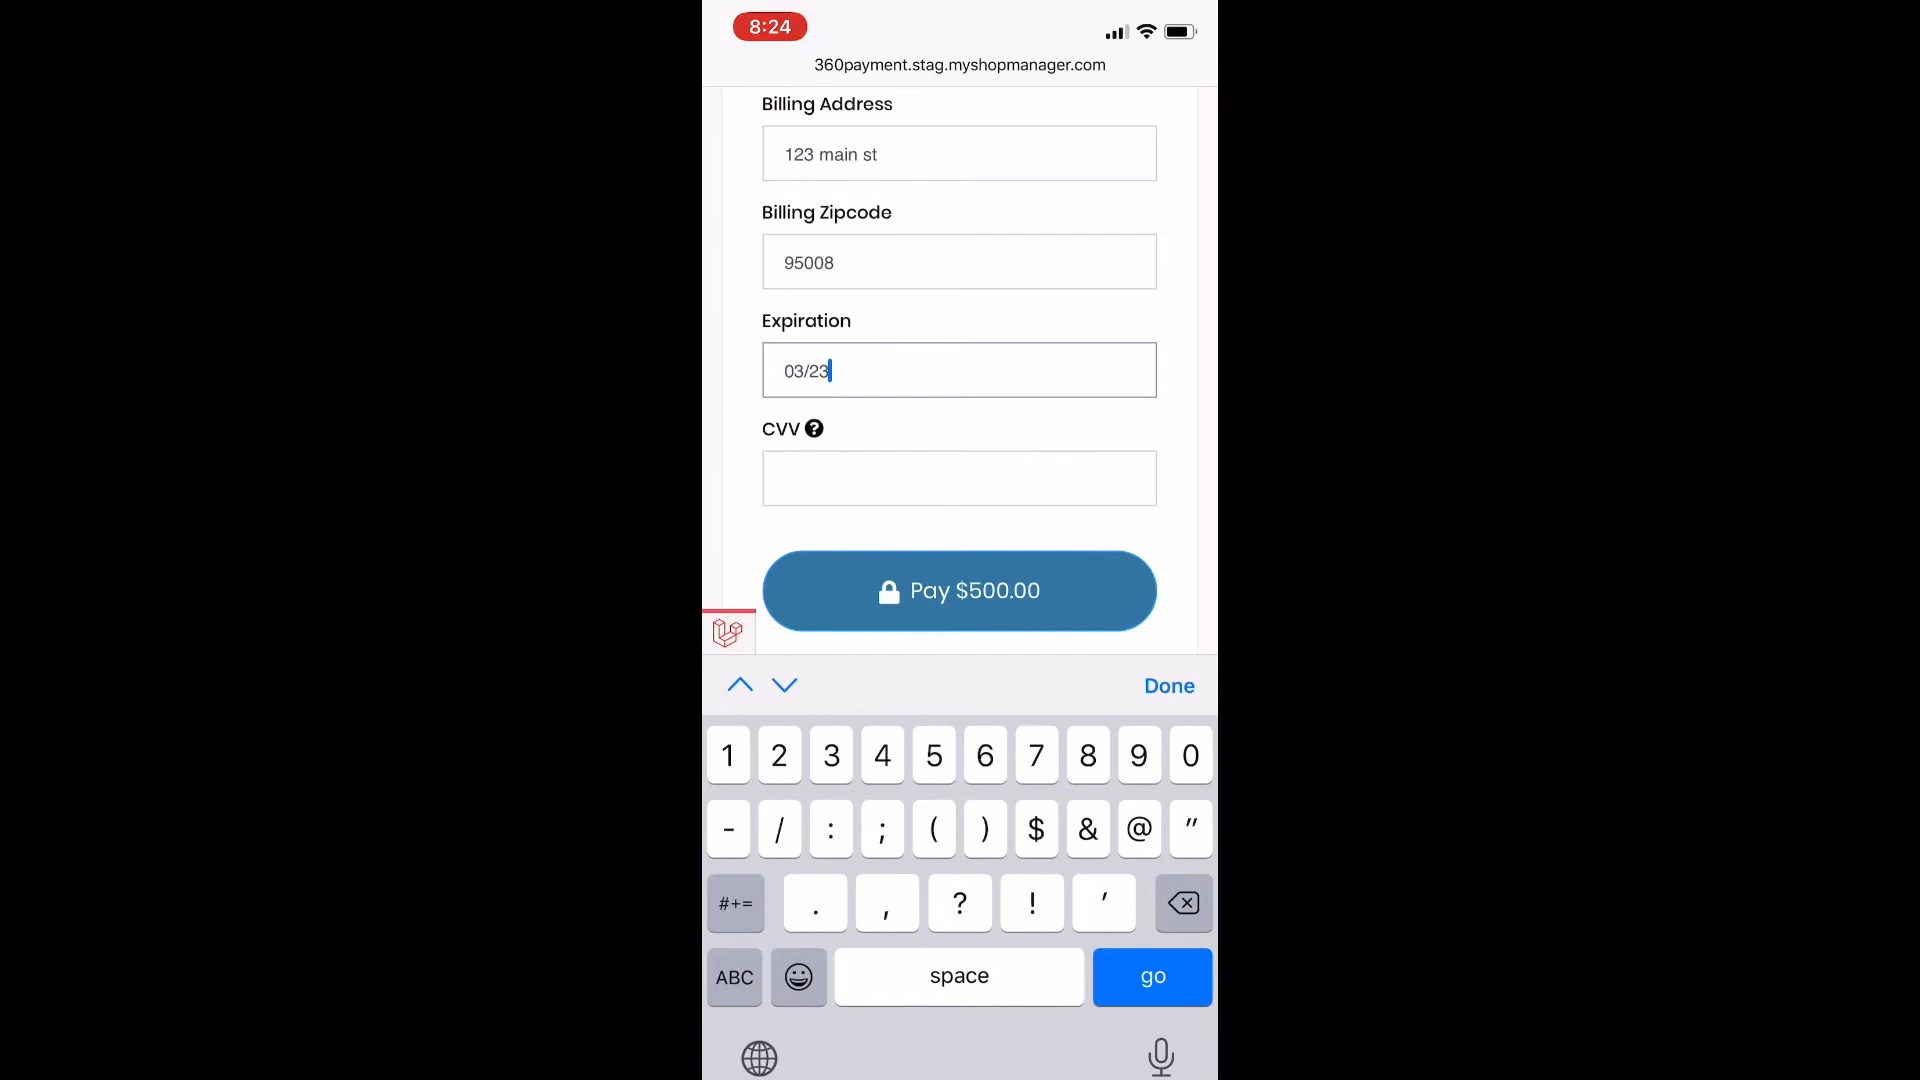 8:24
360payment.stag.myshopmanager.com
Billing Address
123 main st
Billing Zipcode
95008
Expiration
03/23
CVV ?
Pay $500.00
Done
1 2 3 4 5 6 7 8 9 0
- / : ; ( ) $ & @ "
#+= . , ? ! '
ABC space go